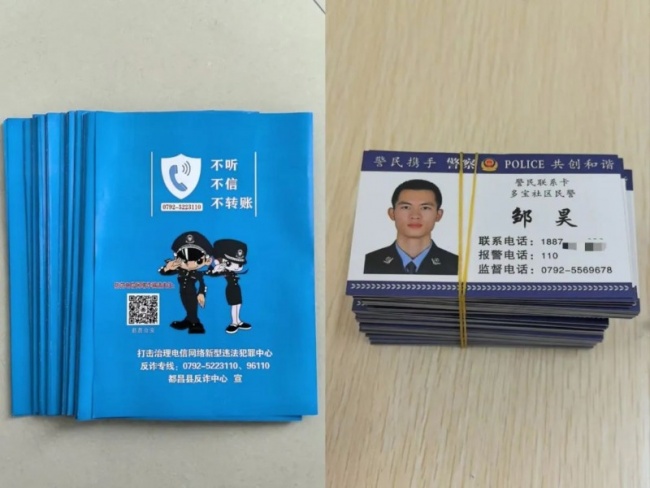 不听
不信
不转账
0792-5223110
打击治理电信网络新型违法犯罪中心
反诈专线：0792-5223110、96110
都昌县反诈中心 宣
警民携手 警察 POLICE 共创和谐
警民联系卡
多宝社区民警
邹昊
联系电话：1887
报警电话：110
监督电话：0792-5569678